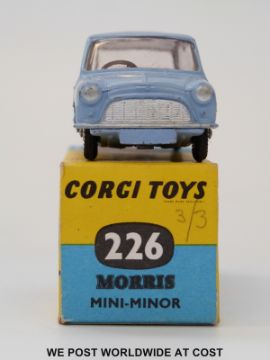 CORGI TOYS
3/3
226
MORRIS
MINI-MINOR
WE POST WORLDWIDE AT COST